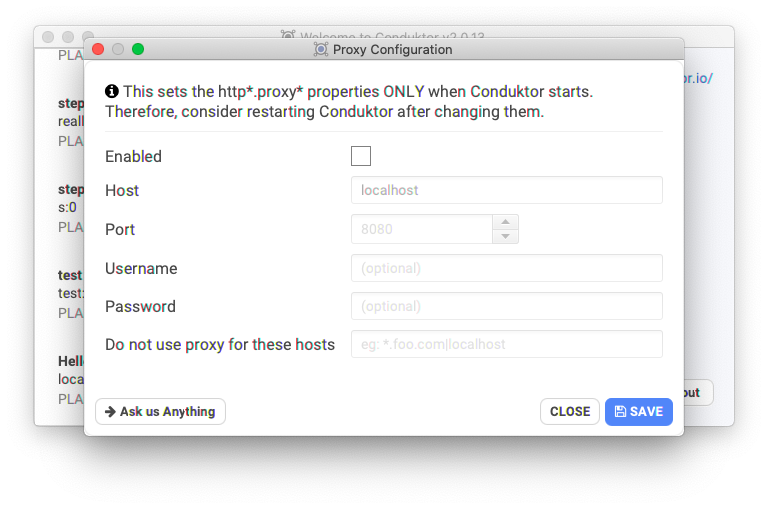 Welcome to Conduktor v2.0.13
Proxy Configuration
PLA
or.io/
This sets the http*.proxy* properties ONLY when Conduktor starts.
Therefore, consider restarting Conduktor after changing them.
step
reall
PLA
Enabled
Host
localhost
step
s:0
PLA
Port
8080
Username
(optional)
test
test:
PLA
Password
(optional)
Do not use proxy for these hosts
eg: *.foo.com|localhost
Hello
loca
PLA
out
Ask us Anything
CLOSE
SAVE